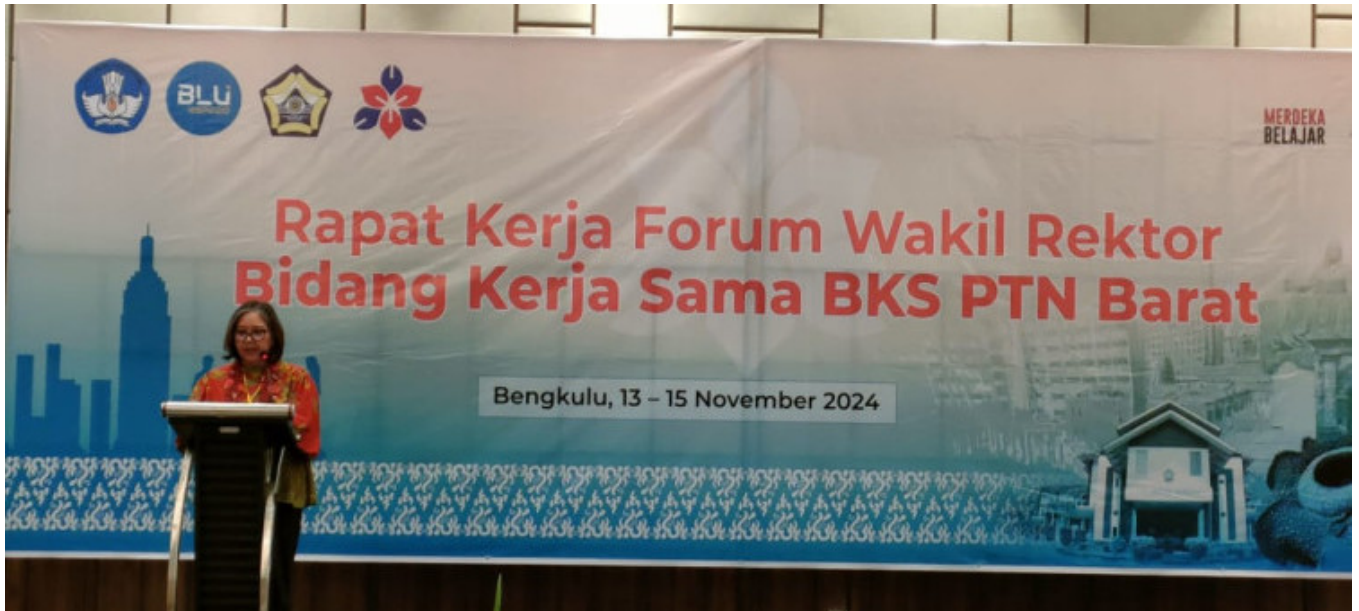 BLU
MERDEKA
BELAJAR
Rapat Kerja Forum Wakil Rektor
Bidang Kerja Sama BKS PTN Barat
Bengkulu, 13 – 15 November 2024